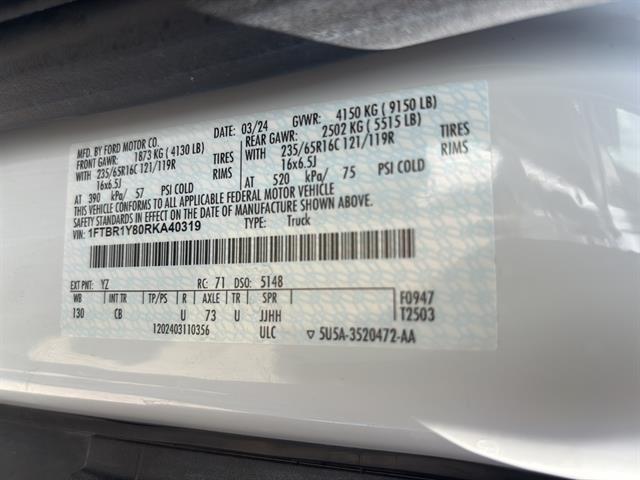 MFD. BY FORD MOTOR CO.
DATE: 03/24 GVWR: 4150 KG ( 9150 LB)
FRONT GAWR: 1873 KG ( 4130 LB) REAR GAWR: 2502 KG ( 5515 LB)
WITH 235/65R16C 121/119R TIRES WITH 235/65R16C 121/119R TIRES
16x6.5J RIMS 16x6.5J RIMS
AT 390 kPa/ 57 PSI COLD AT 520 kPa/ 75 PSI COLD
THIS VEHICLE CONFORMS TO ALL APPLICABLE FEDERAL MOTOR VEHICLE
SAFETY STANDARDS IN EFFECT ON THE DATE OF MANUFACTURE SHOWN ABOVE.
VIN: 1FTBR1Y80RKA40319 TYPE: Truck
EXT PNT: YZ RC: 71 DSO: 5148
WB INT TR TP/PS R AXLE TR SPR F0947
130 CB U 73 U JJHH T2503
1202403110356 ULC ▽ 5U5A-3520472-AA